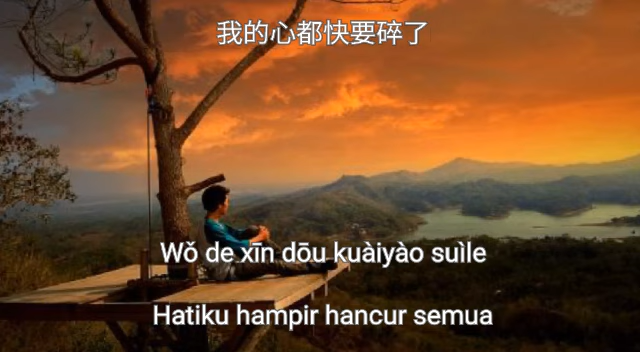 我的心都快要碎了
Wǒ de xīn dōu kuàiyào suìle
Hatiku hampir hancur semua